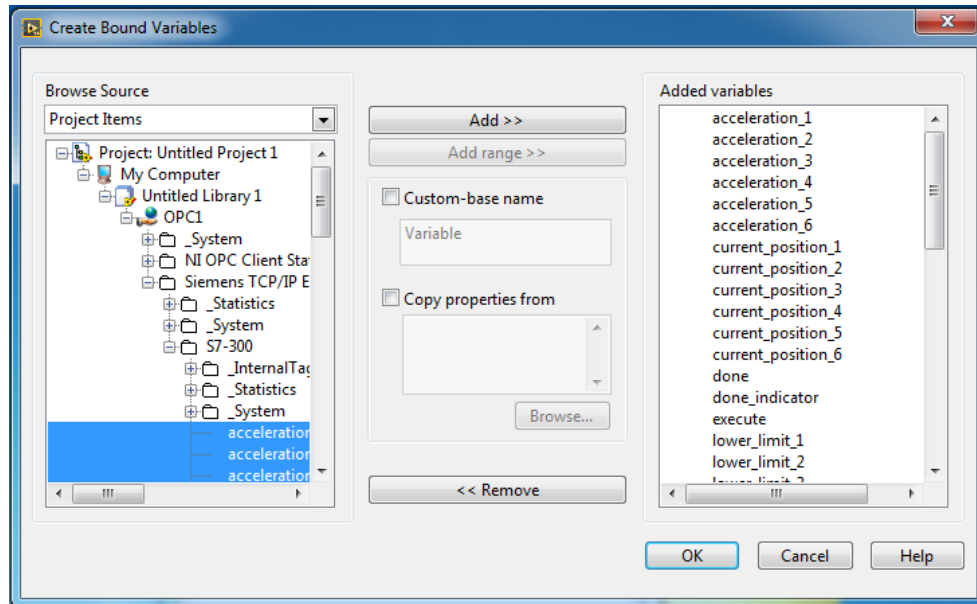 Create Bound Variables
Browse Source
Project Items
Project: Untitled Project 1
My Computer
Untitled Library 1
OPC1
_System
NI OPC Client Sta
Siemens TCP/IP E
_Statistics
_System
S7-300
_InternalTag
_Statistics
_System
acceleration
acceleration
acceleration
Add >>
Add range >>
Custom-base name
Variable
Copy properties from
Browse...
<< Remove
Added variables
acceleration_1
acceleration_2
acceleration_3
acceleration_4
acceleration_5
acceleration_6
current_position_1
current_position_2
current_position_3
current_position_4
current_position_5
current_position_6
done
done_indicator
execute
lower_limit_1
lower_limit_2
OK
Cancel
Help